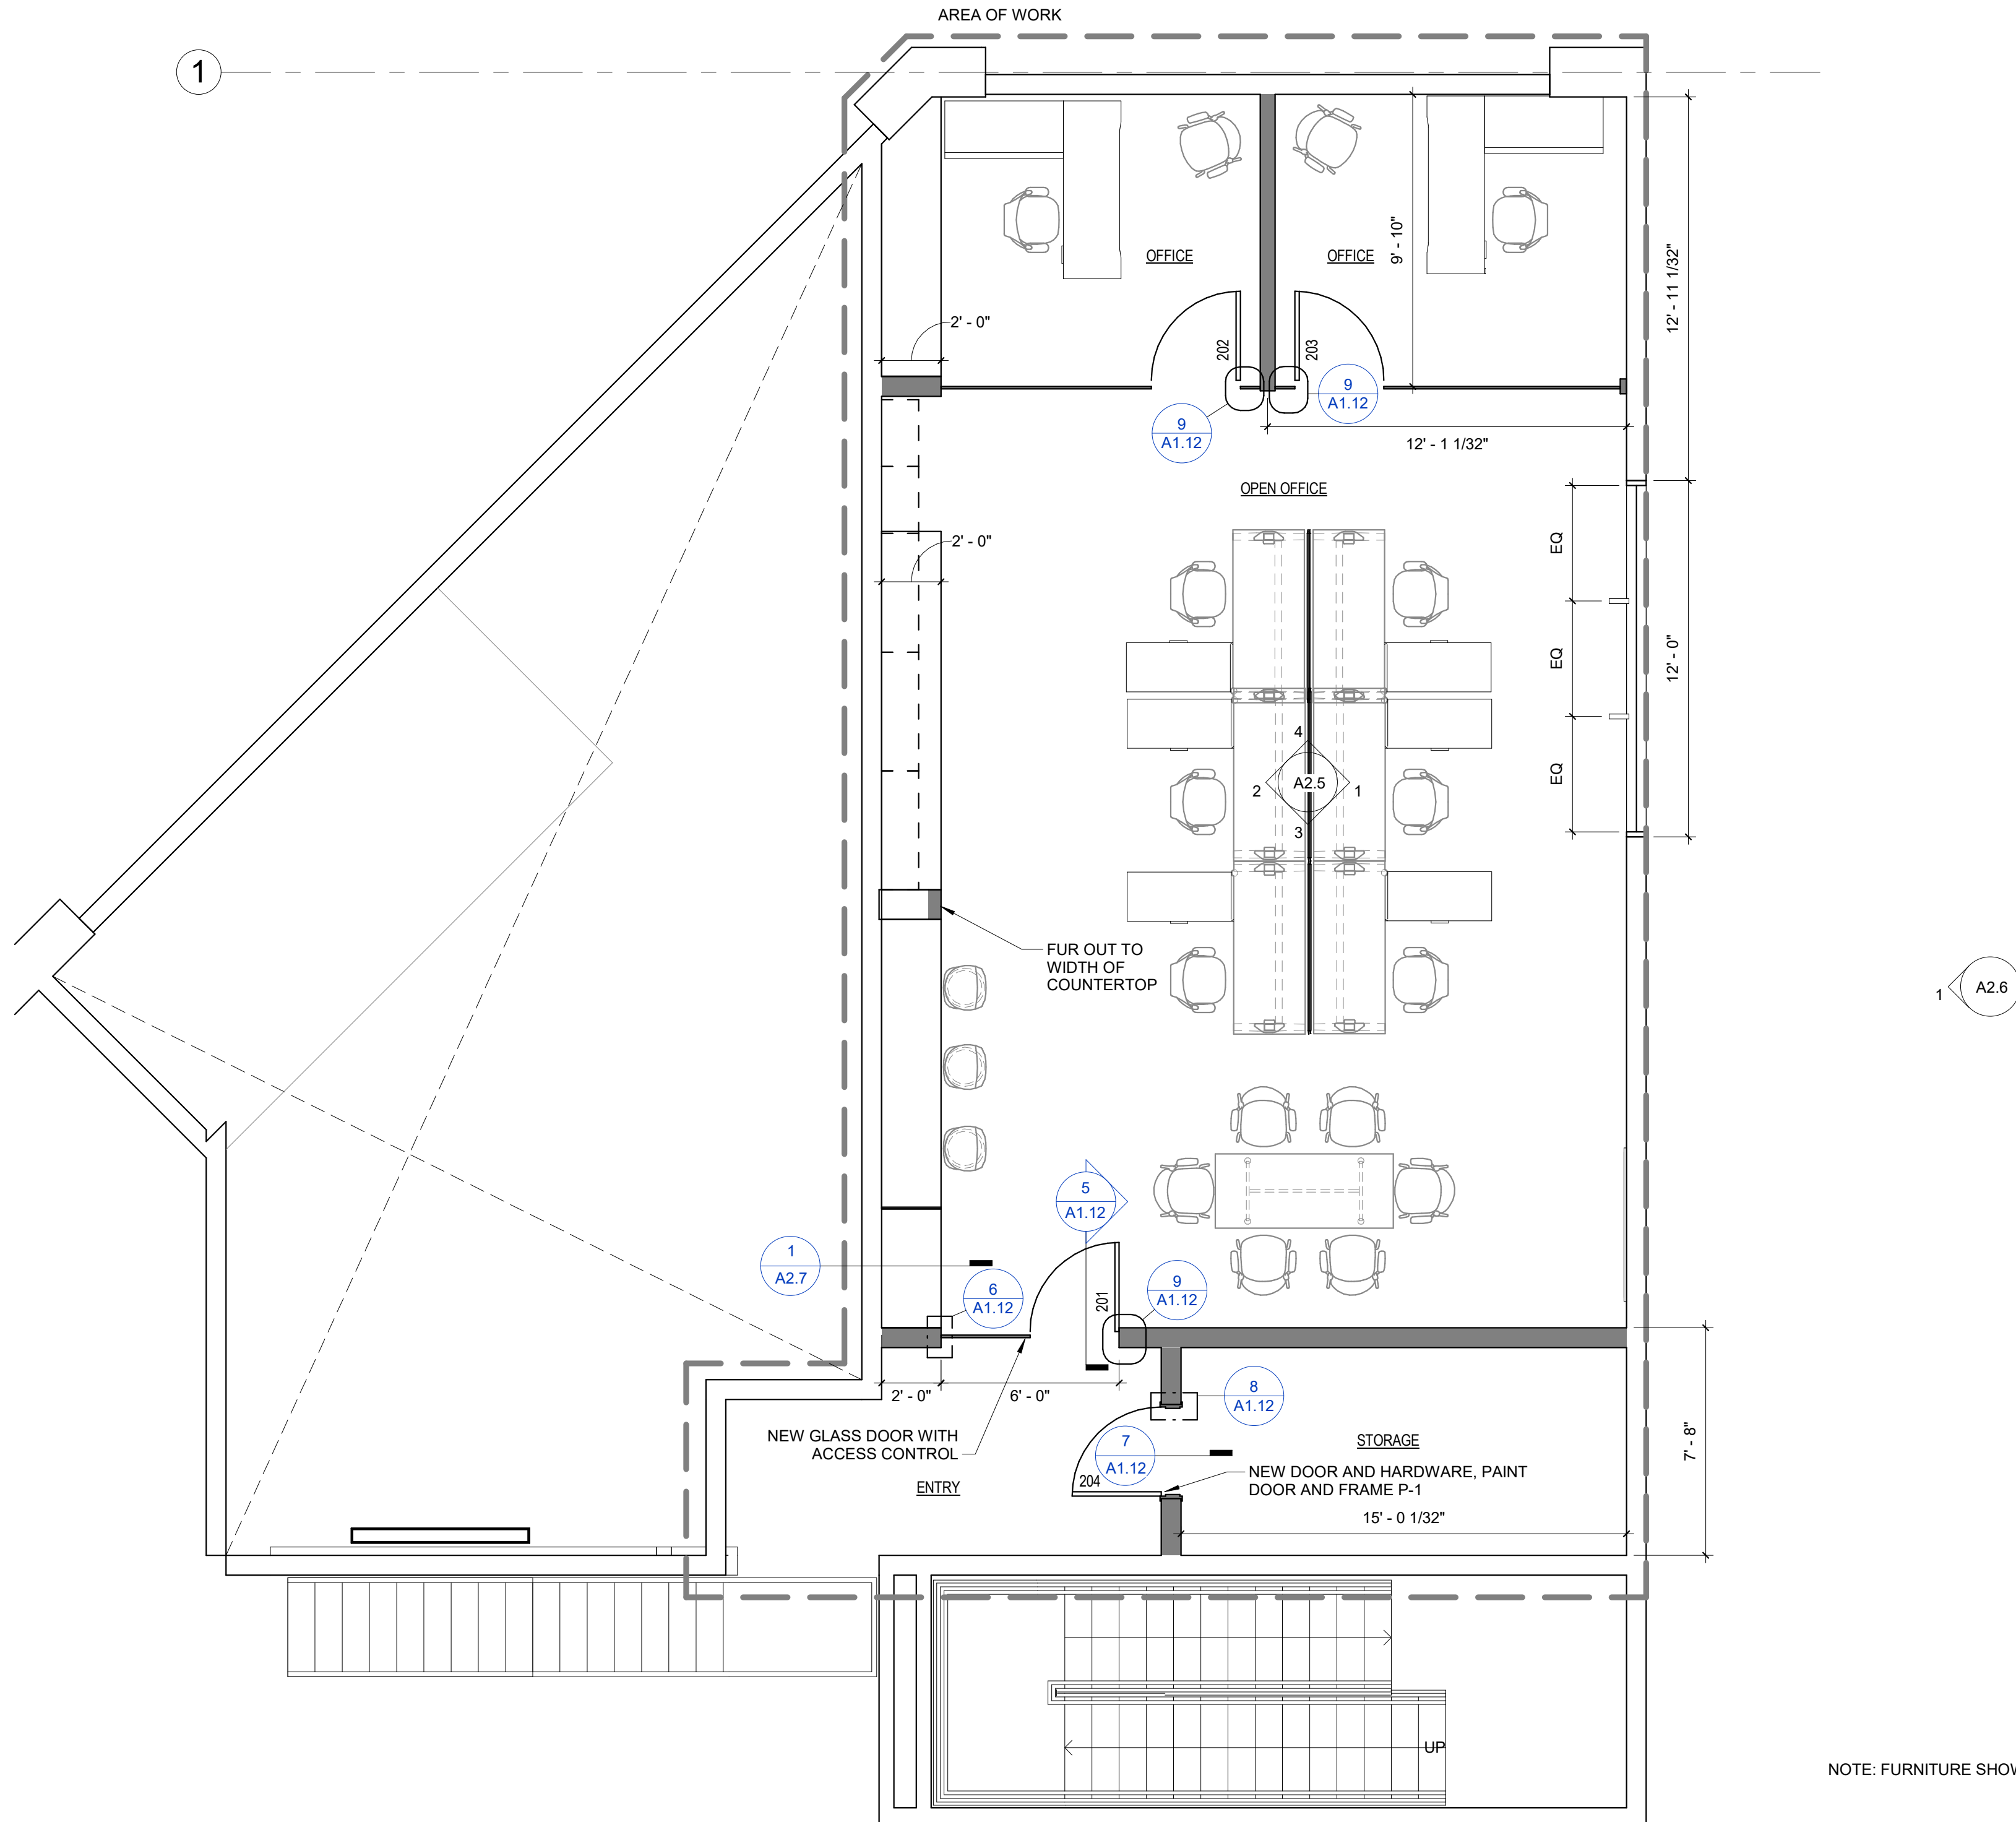 AREA OF WORK
1
OFFICE
OFFICE
9' - 10"
12' - 11 1/32"
2' - 0"
202
203
9
A1.12
9
A1.12
12' - 1 1/32"
OPEN OFFICE
2' - 0"
EQ
EQ
EQ
12' - 0"
4
2
A2.5
1
3
FUR OUT TO
WIDTH OF
COUNTERTOP
1
A2.6
5
A1.12
1
A2.7
6
A1.12
201
9
A1.12
2' - 0"
6' - 0"
8
A1.12
NEW GLASS DOOR WITH
ACCESS CONTROL
ENTRY
7
A1.12
204
STORAGE
NEW DOOR AND HARDWARE, PAINT
DOOR AND FRAME P-1
15' - 0 1/32"
7' - 8"
UP
NOTE: FURNITURE SHOW